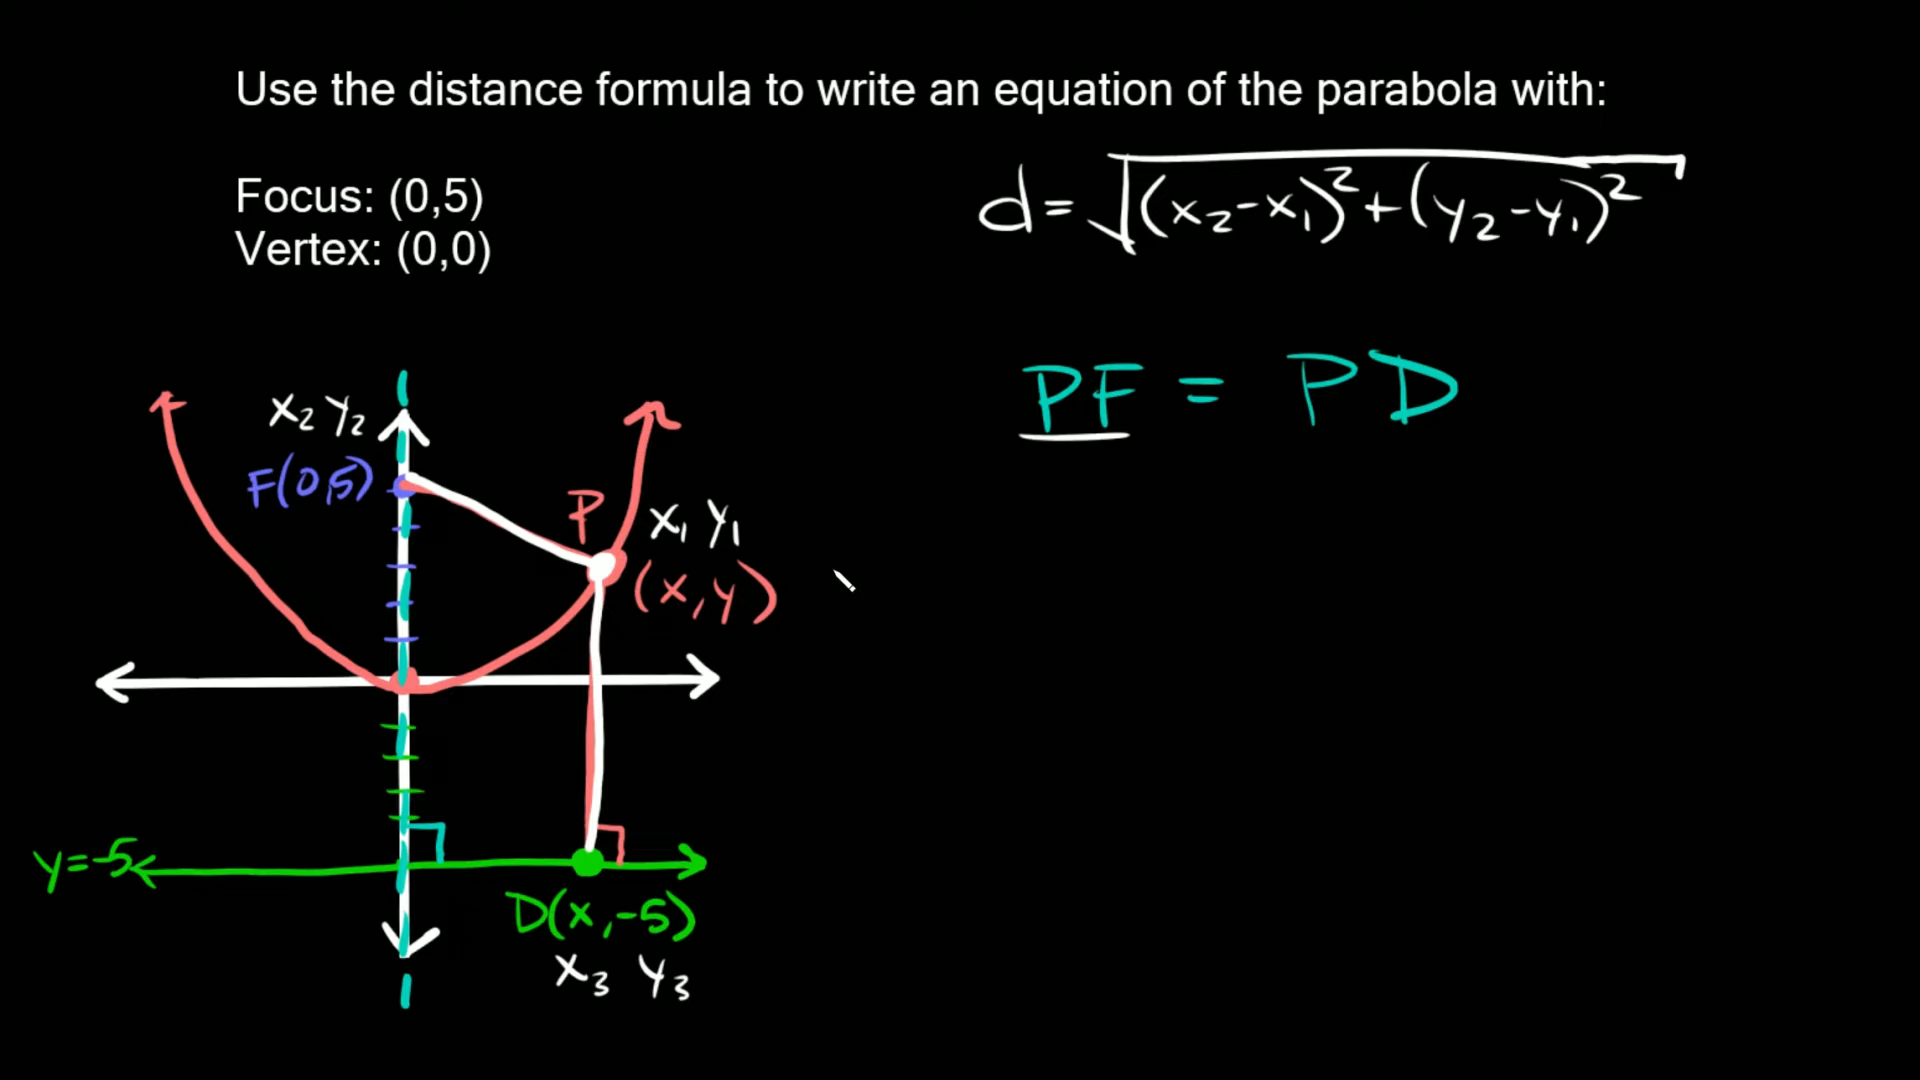 Use the distance formula to write an equation of the parabola with:
Focus: (0,5)
Vertex: (0,0)
d=√(x₂-x₁)²+(y₂-y₁)²
PF = PD
x₂ y₂
F(0,5)
P
x₁ y₁
(x,y)
y=-5
D(x,-5)
x₃ y₃